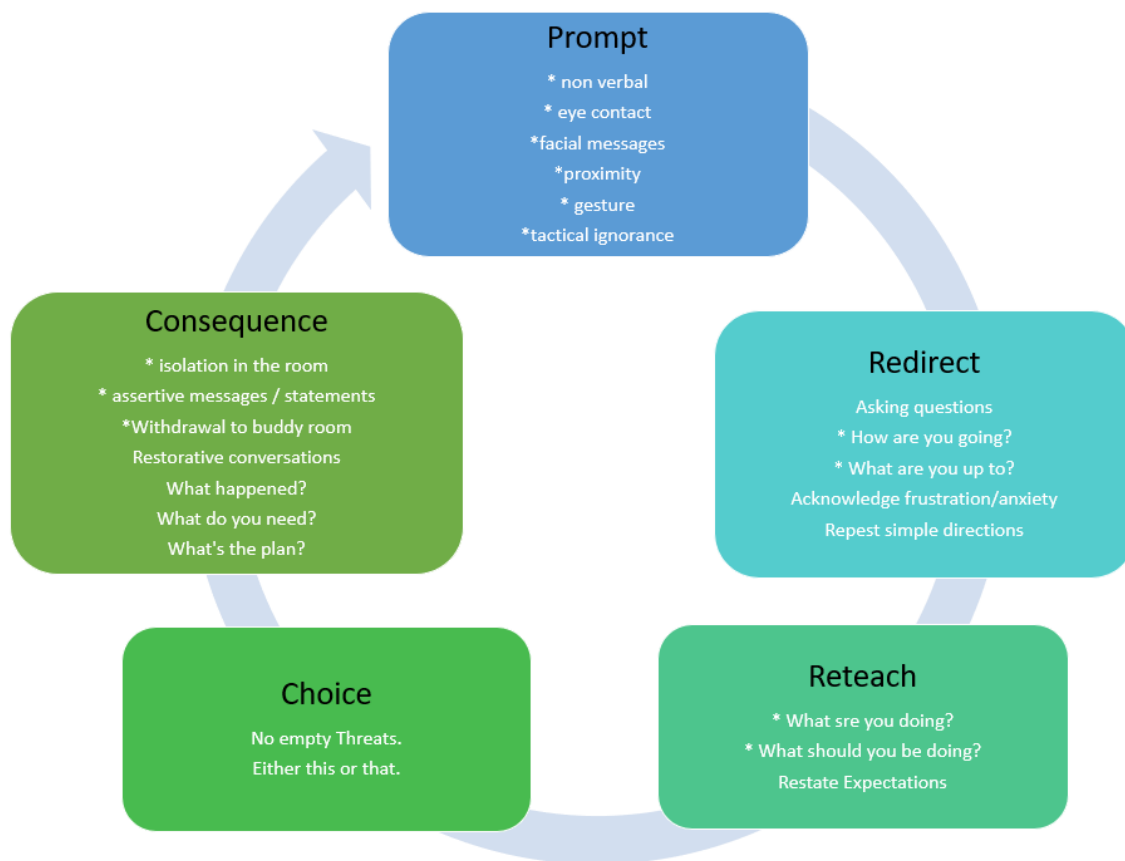 Prompt
* non verbal
* eye contact
*facial messages
*proximity
* gesture
*tactical ignorance
Redirect
Asking questions
* How are you going?
* What are you up to?
Acknowledge frustration/anxiety
Repest simple directions
Reteach
* What sre you doing?
* What should you be doing?
Restate Expectations
Choice
No empty Threats.
Either this or that.
Consequence
* isolation in the room
* assertive messages / statements
*Withdrawal to buddy room
Restorative conversations
What happened?
What do you need?
What's the plan?